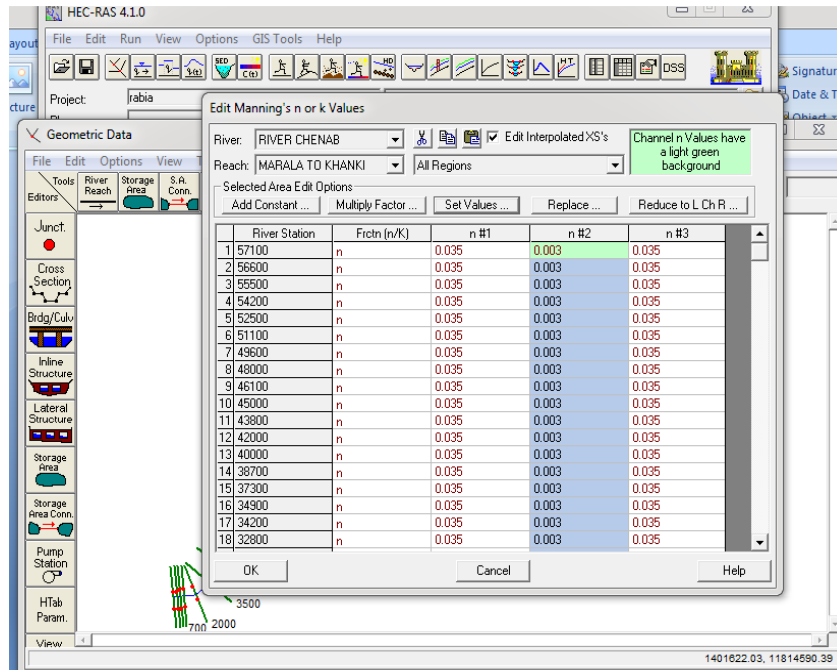 HEC-RAS 4.1.0
File Edit Run View Options GIS Tools Help
SED
C(t)
HD
HT
DSS
Project: rabia
Signatur
Date & T
Object
ayout
cture
Geometric Data
File Edit Options View T
Tools
Editors
River
Reach
Storage
Area
S.A.
Conn.
Junct.
Cross
Section
Brdg/Culv
Inline
Structure
Lateral
Structure
Storage
Area
Storage
Area Conn.
Pump
Station
HTab
Param.
View
Edit Manning's n or k Values
River: RIVER CHENAB Edit Interpolated XS's
Channel n Values have
a light green
background
Reach: MARALA TO KHANKI All Regions
Selected Area Edit Options
Add Constant ... Multiply Factor ... Set Values ... Replace ... Reduce to L Ch R ...
River Station Frctn (n/K) n #1 n #2 n #3
1 57100 n 0.035 0.003 0.035
2 56600 n 0.035 0.003 0.035
3 55500 n 0.035 0.003 0.035
4 54200 n 0.035 0.003 0.035
5 52500 n 0.035 0.003 0.035
6 51100 n 0.035 0.003 0.035
7 49600 n 0.035 0.003 0.035
8 48000 n 0.035 0.003 0.035
9 46100 n 0.035 0.003 0.035
10 45000 n 0.035 0.003 0.035
11 43800 n 0.035 0.003 0.035
12 42000 n 0.035 0.003 0.035
13 40000 n 0.035 0.003 0.035
14 38700 n 0.035 0.003 0.035
15 37300 n 0.035 0.003 0.035
16 34900 n 0.035 0.003 0.035
17 34200 n 0.035 0.003 0.035
18 32800 n 0.035 0.003 0.035
OK Cancel Help
3500
700 2000
1401622.03, 11814590.39